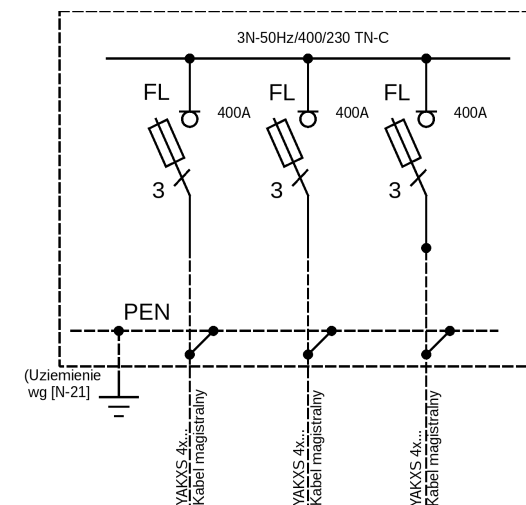 3N-50Hz/400/230 TN-C
FL
400A
FL
400A
FL
400A
3
3
3
PEN
(Uziemienie
wg [N-21]
YAKXS 4x...
Kabel magistralny
YAKXS 4x...
Kabel magistralny
YAKXS 4x...
Kabel magistralny